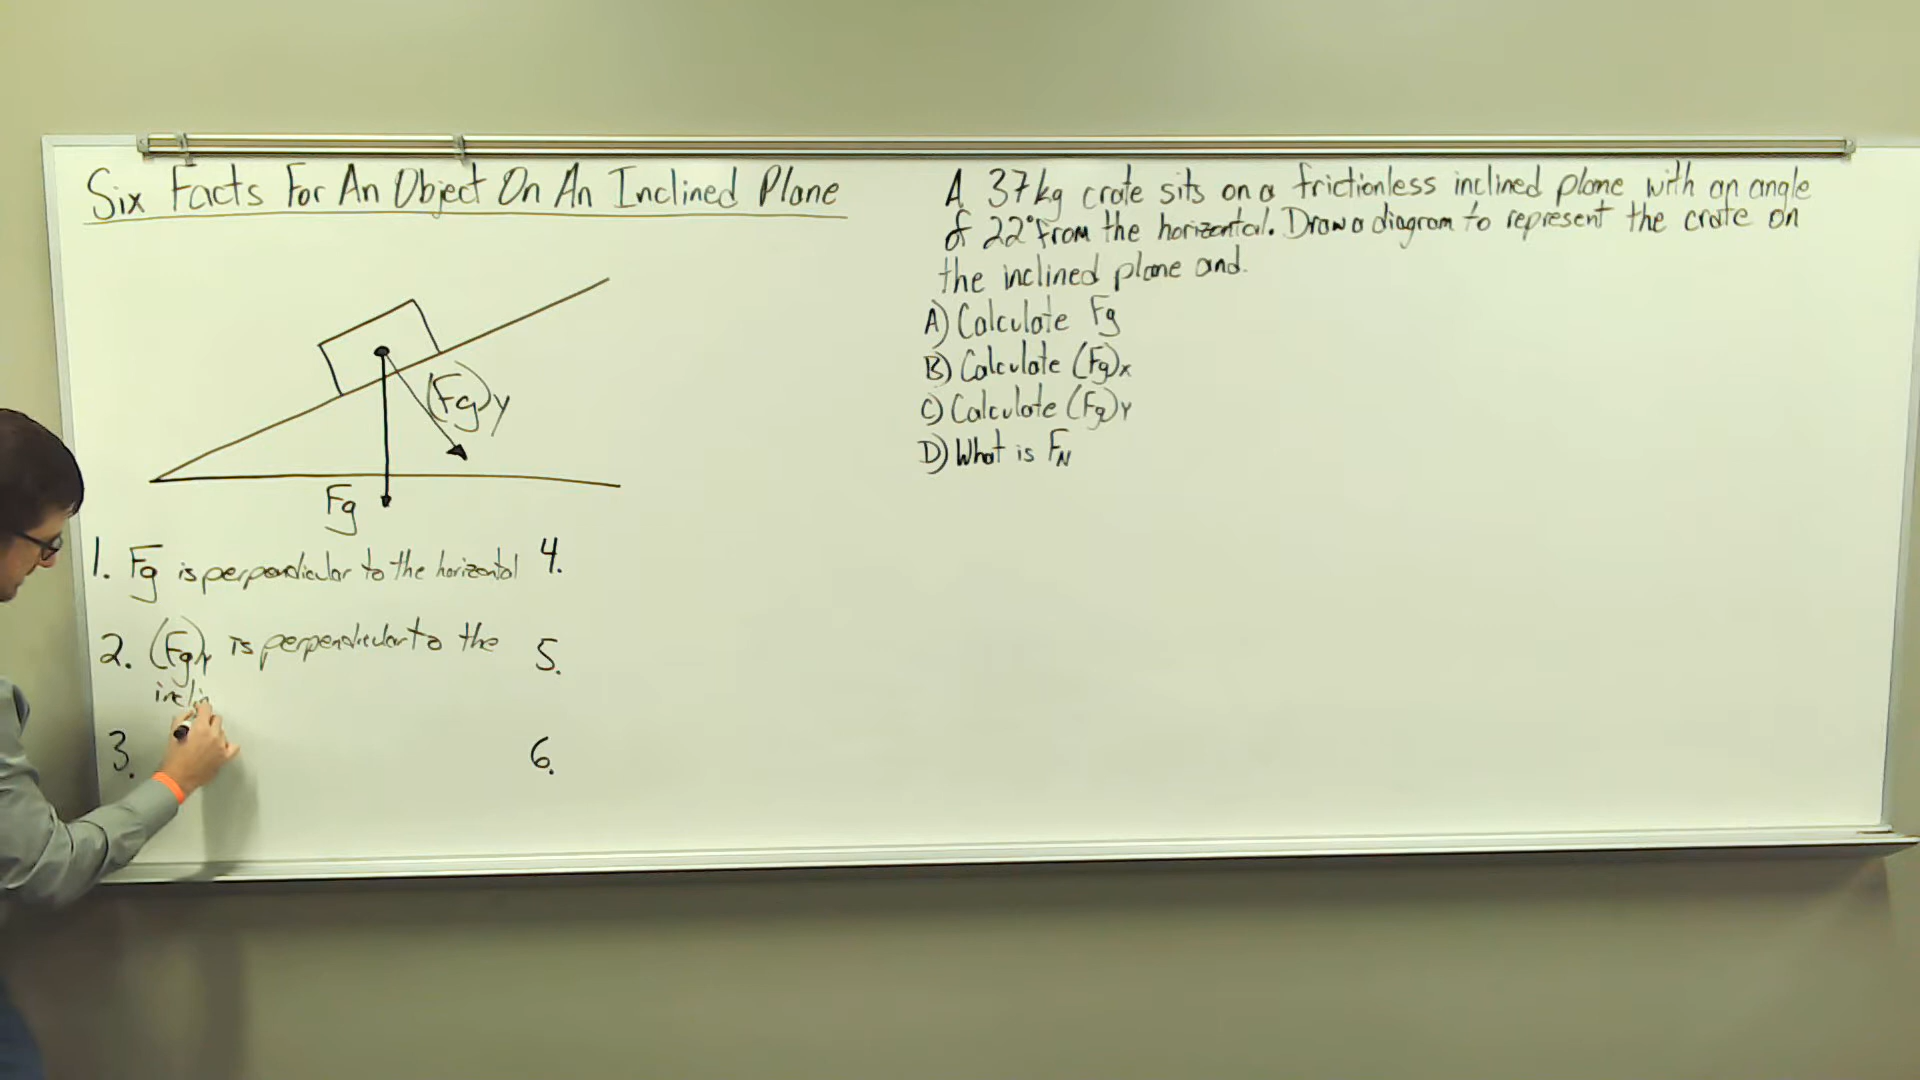 Six Facts For An Object On An Inclined Plane
(Fg)y
Fg
1. Fg is perpendicular to the horizontal
2. (Fg)y is perpendicular to the
inclin
3.
4.
5.
6.
A 37kg crate sits on a frictionless inclined plane with an angle
of 22° from the horizontal. Draw a diagram to represent the crate on
the inclined plane and.
A) Calculate Fg
B) Calculate (Fg)x
C) Calculate (Fg)y
D) What is FN